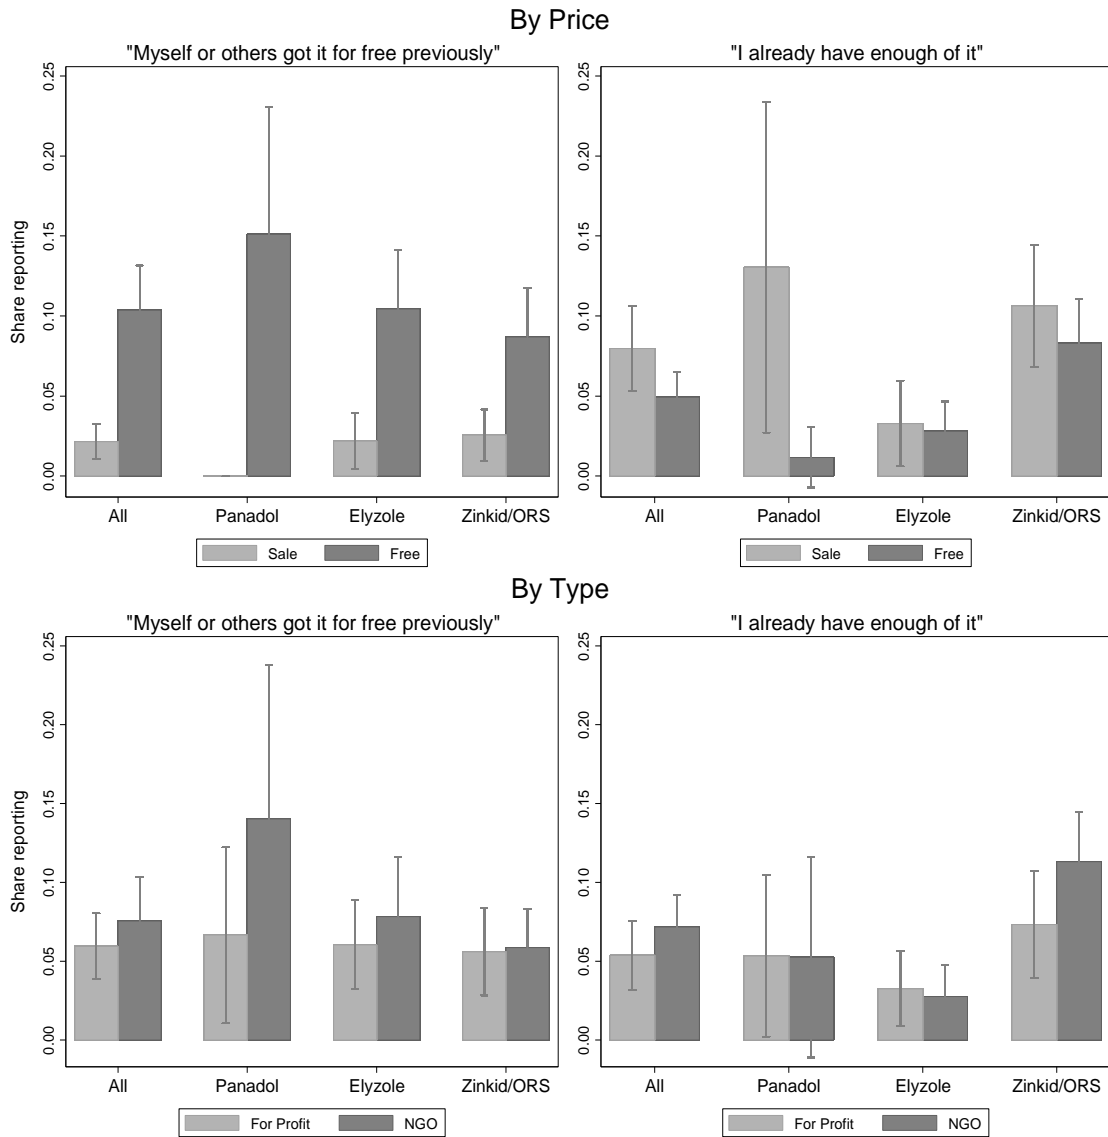 By Price
"Myself or others got it for free previously"
"I already have enough of it"
Share reporting
0.25
0.20
0.15
0.10
0.05
0.00
0.25
0.20
0.15
0.10
0.05
0.00
All Panadol Elyzole Zinkid/ORS
All Panadol Elyzole Zinkid/ORS
Sale Free
Sale Free
By Type
"Myself or others got it for free previously"
"I already have enough of it"
Share reporting
0.25
0.20
0.15
0.10
0.05
0.00
0.25
0.20
0.15
0.10
0.05
0.00
All Panadol Elyzole Zinkid/ORS
All Panadol Elyzole Zinkid/ORS
For Profit NGO
For Profit NGO